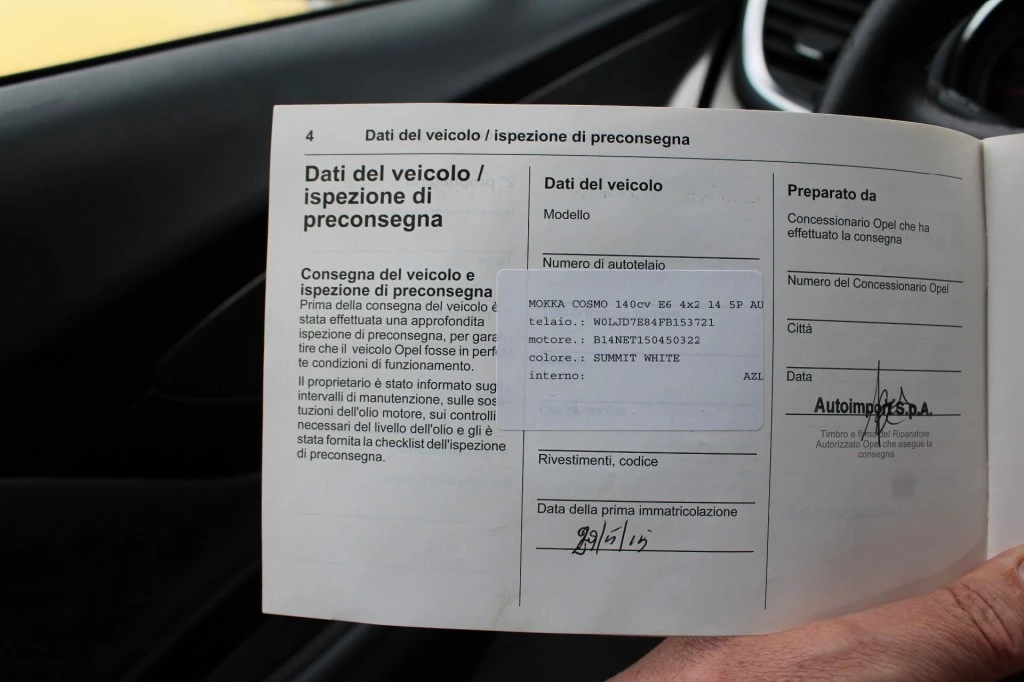 4 Dati del veicolo / ispezione di preconsegna
Dati del veicolo /
ispezione di
preconsegna
Consegna del veicolo e
ispezione di preconsegna
Prima della consegna del veicolo è
stata effettuata una approfondita
ispezione di preconsegna, per gara
tire che il veicolo Opel fosse in perf
te condizioni di funzionamento.
Il proprietario è stato informato sug
intervalli di manutenzione, sulle sos
tuzioni dell'olio motore, sui controlli
necessari del livello dell'olio e gli è
stata fornita la checklist dell'ispezione
di preconsegna.
Dati del veicolo
Modello
Numero di autotelaio
MOKKA COSMO 140cv E6 4x2 14 5P AU
telaio.: W0LJD7E84FB153721
motore.: B14NET150450322
colore.: SUMMIT WHITE
interno: AZL
Rivestimenti, codice
Data della prima immatricolazione
Preparato da
Concessionario Opel che ha
effettuato la consegna
Numero del Concessionario Opel
Città
Data
Autoimport S.p.A.
Timbro e firma del Riparatore
Autorizzato Opel che esegue la
consegna